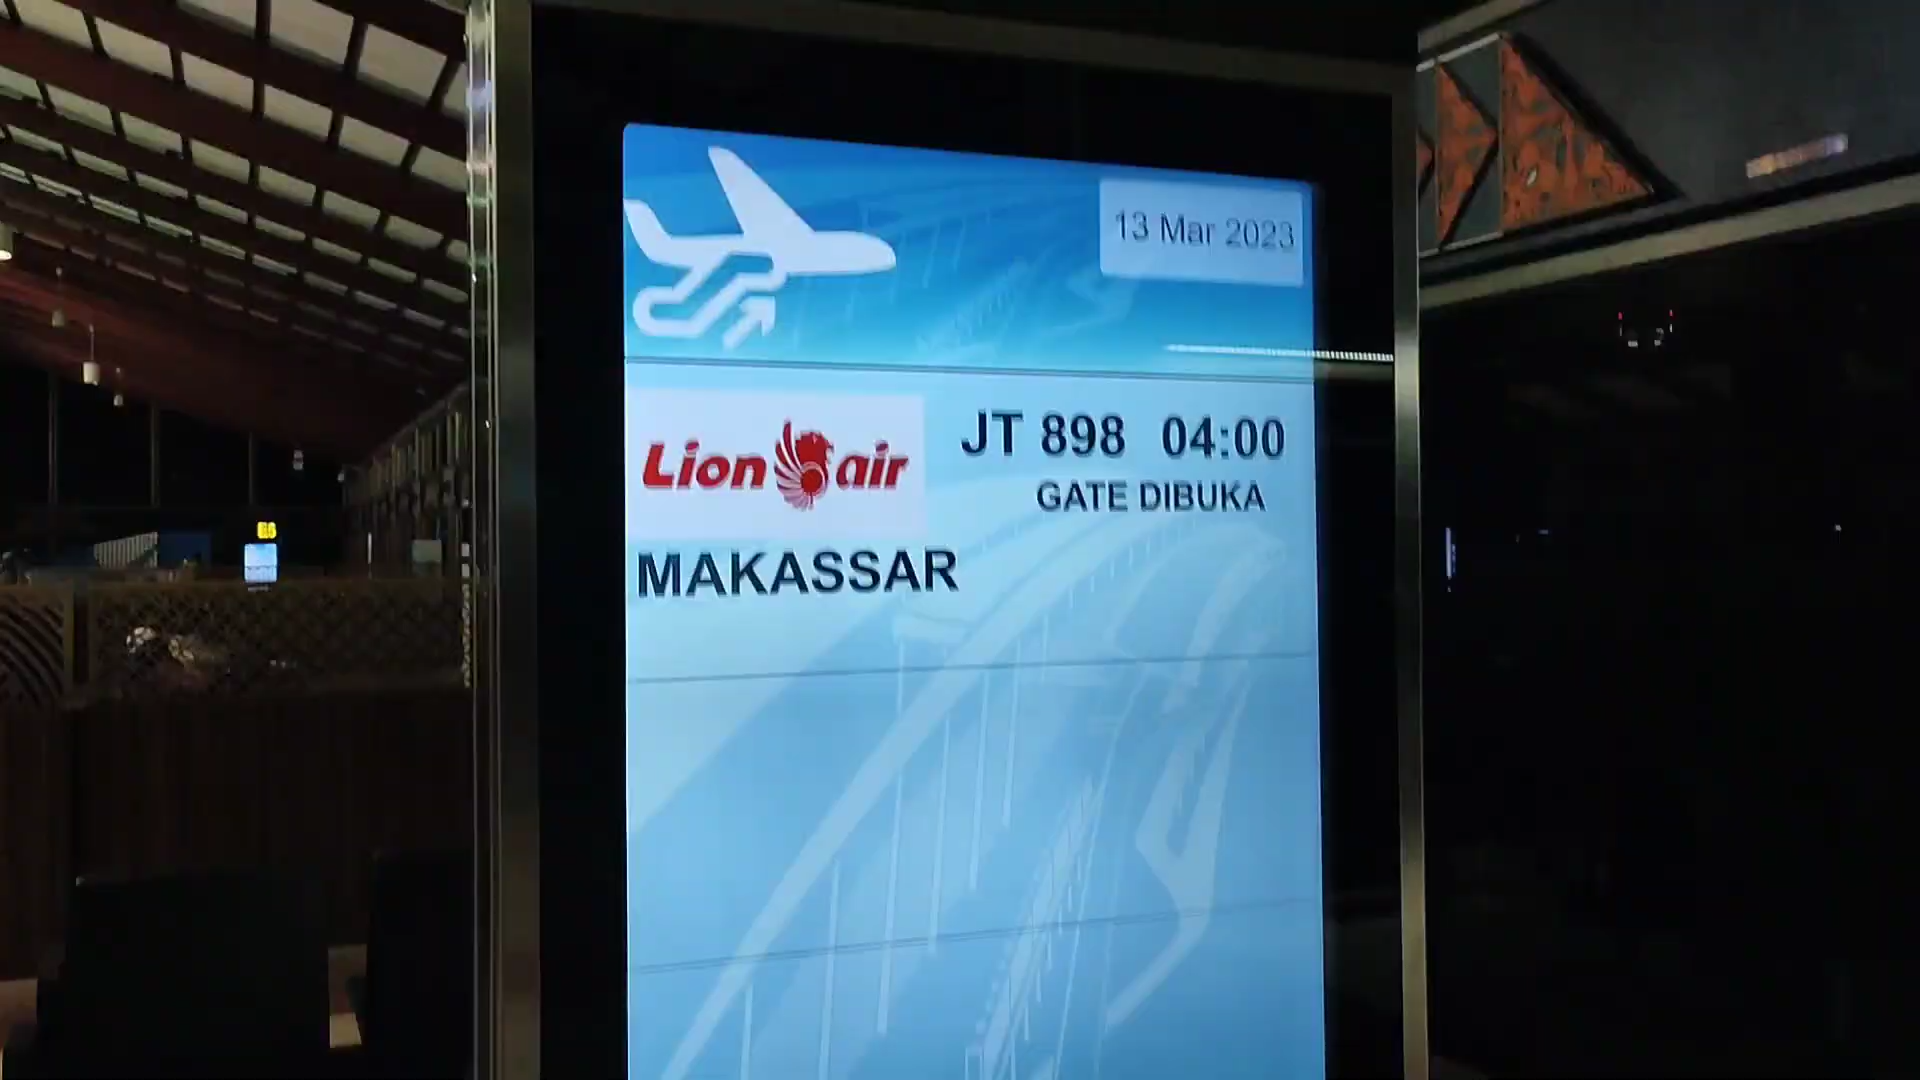 13 Mar 2023
Lion air
JT 898 04:00
GATE DIBUKA
MAKASSAR